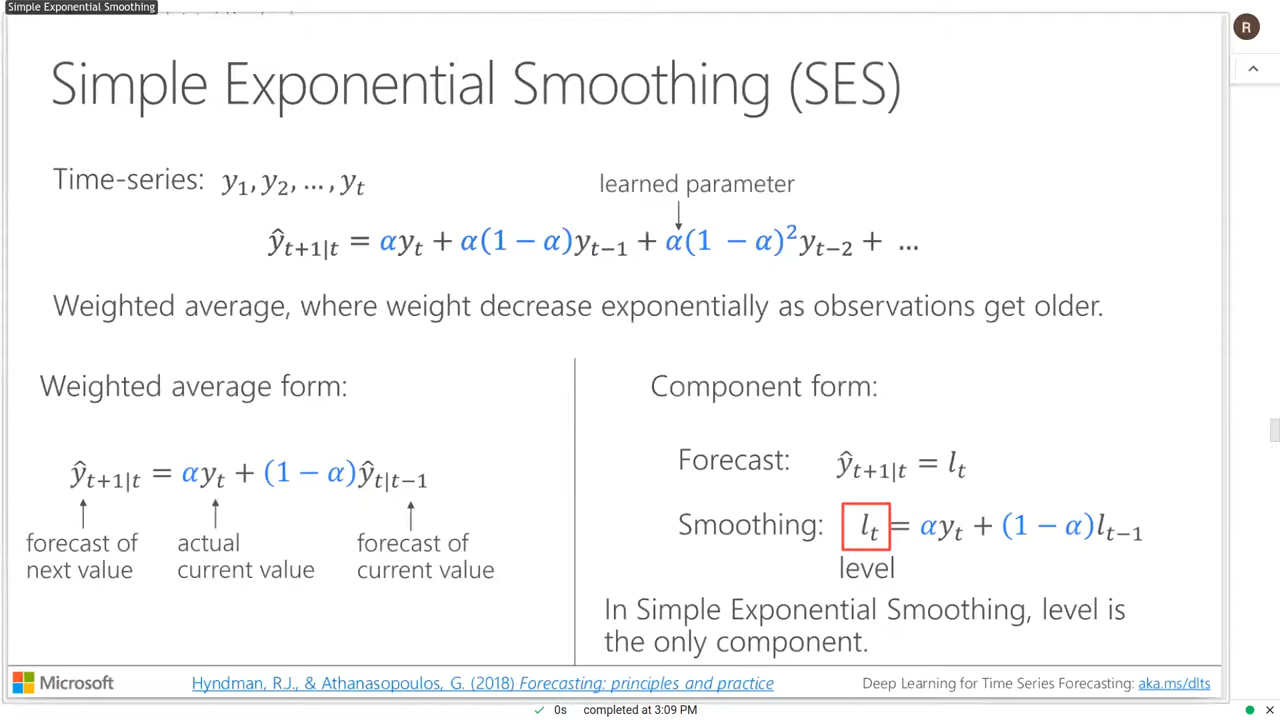 Simple Exponential Smoothing
R
Simple Exponential Smoothing (SES)
Time-series: y₁, y₂, …, yₜ
learned parameter
ŷₜ₊₁|ₜ = αyₜ + α(1 − α)yₜ₋₁ + α(1 − α)²yₜ₋₂ + …
Weighted average, where weight decrease exponentially as observations get older.
Weighted average form:
ŷₜ₊₁|ₜ = αyₜ + (1 − α)ŷₜ|ₜ₋₁
forecast of next value
actual current value
forecast of current value
Component form:
Forecast: ŷₜ₊₁|ₜ = lₜ
Smoothing: lₜ = αyₜ + (1 − α)lₜ₋₁
level
In Simple Exponential Smoothing, level is
the only component.
Microsoft
Hyndman, R.J., & Athanasopoulos, G. (2018) Forecasting: principles and practice
Deep Learning for Time Series Forecasting: aka.ms/dlts
0s completed at 3:09 PM